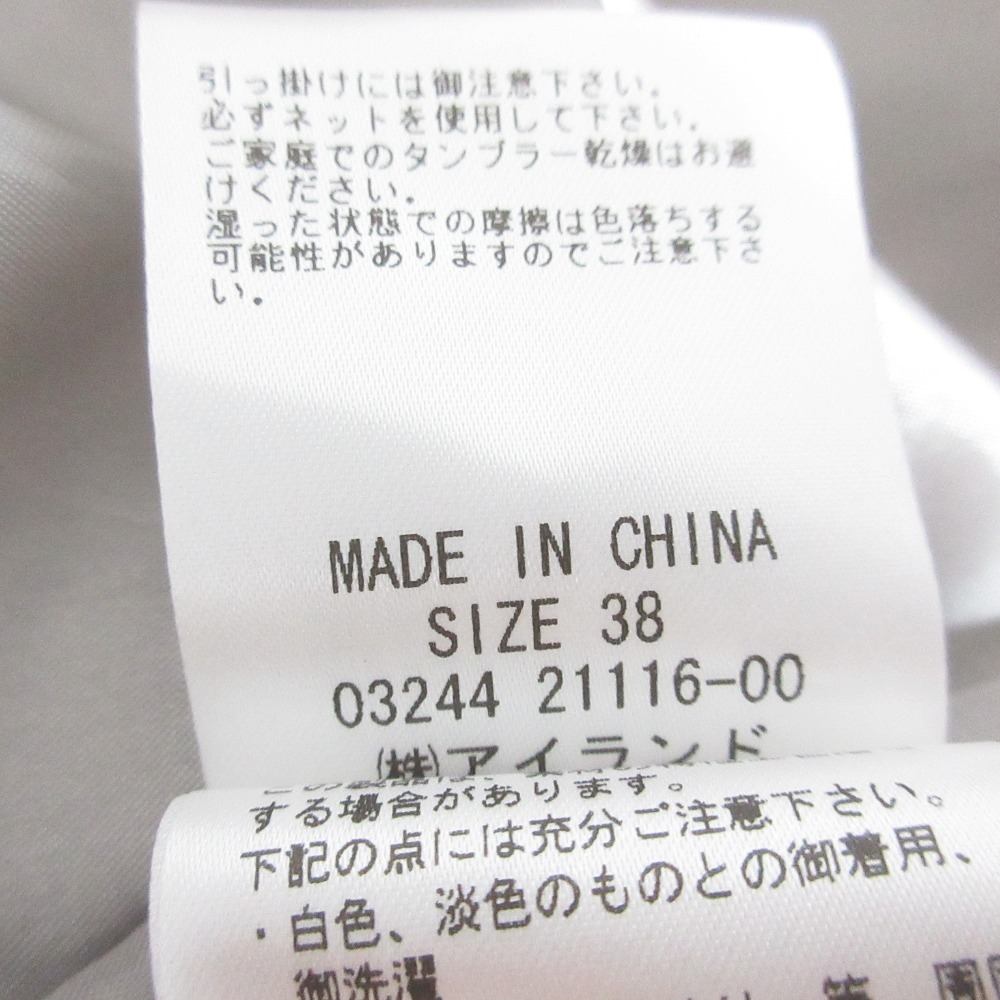 引っ掛けには御注意下さい。
必ずネットを使用して下さい。
ご家庭でのタンブラー乾燥はお避
けください。
湿った状態での摩擦は色落ちする
可能性がありますのでご注意下さ
い。
MADE IN CHINA
SIZE 38
03244 21116-00
㈱アイランド
する場合があります。
下記の点には充分ご注意下さい。
・白色、淡色のものとの御着用、
御洗濯